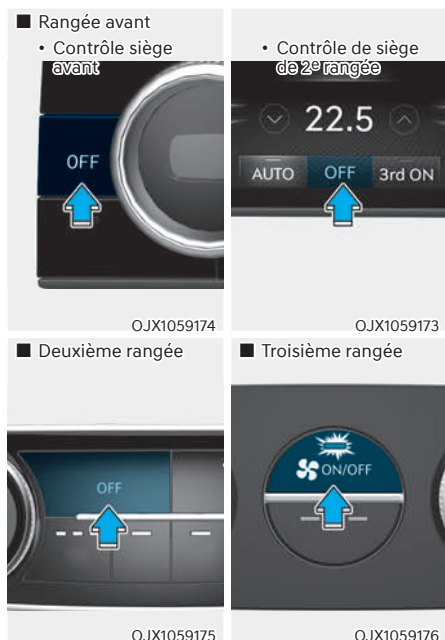 ■ Rangée avant
• Contrôle siège
avant
OFF
OJX1059174
• Contrôle de siège
de 2e rangée
22.5
AUTO OFF 3rd ON
OJX1059173
■ Deuxième rangée
OFF
OJX1059175
■ Troisième rangée
ON/OFF
OJX1059176